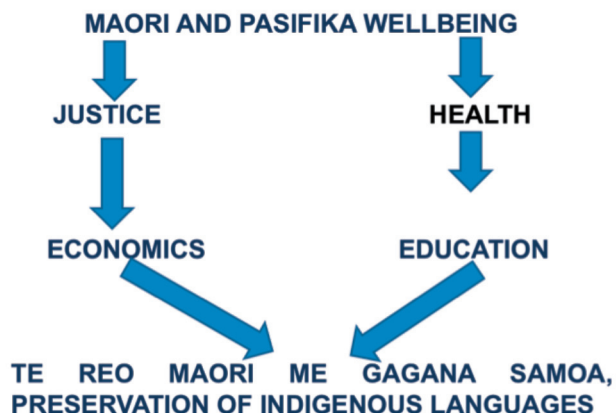 MAORI AND PASIFIKA WELLBEING
JUSTICE
HEALTH
ECONOMICS
EDUCATION
TE REO MAORI ME GAGANA SAMOA,
PRESERVATION OF INDIGENOUS LANGUAGES